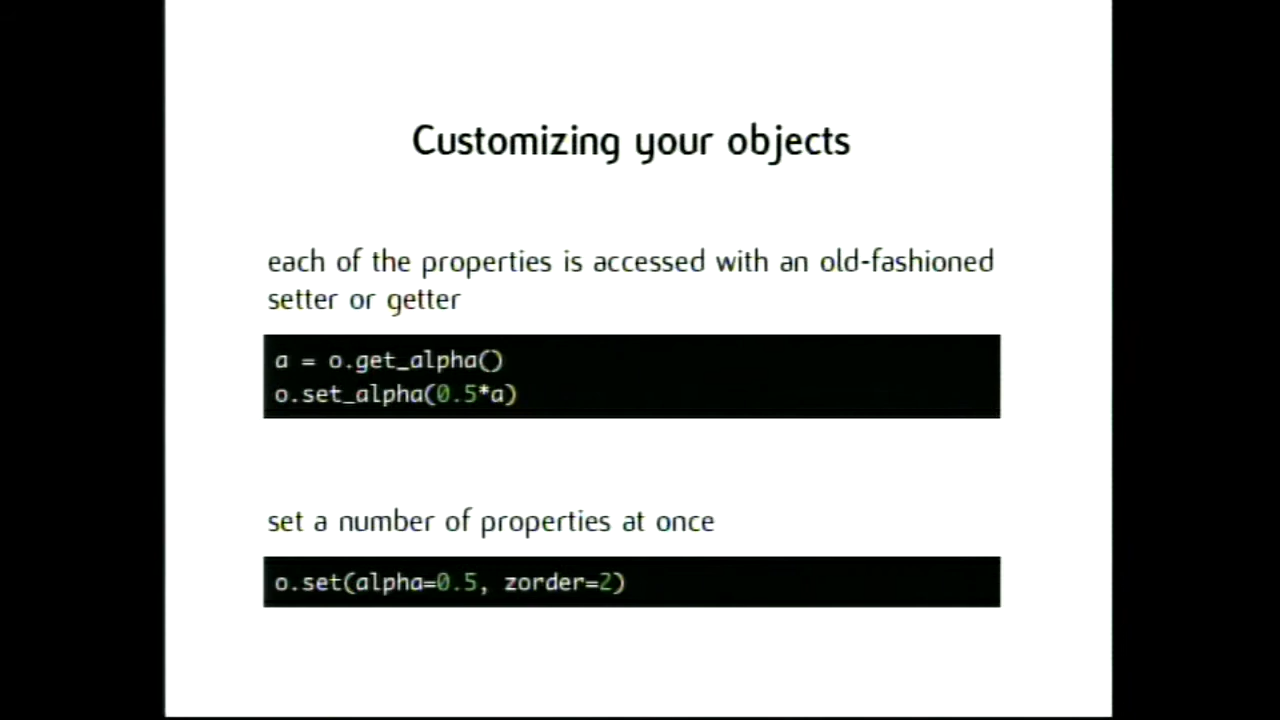 Customizing your objects
each of the properties is accessed with an old-fashioned
setter or getter
a = o.get_alpha()
o.set_alpha(0.5*a)
set a number of properties at once
o.set(alpha=0.5, zorder=2)